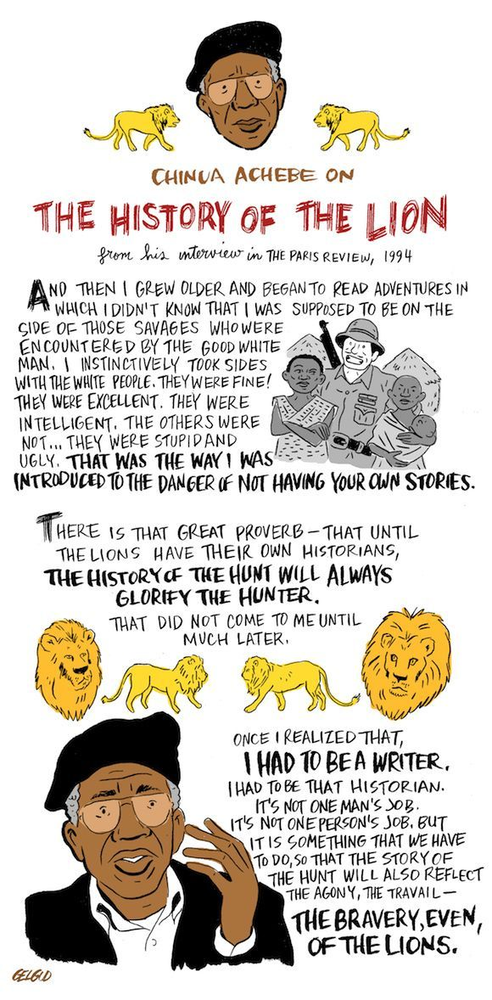 CHINUA ACHEBE ON
THE HISTORY OF THE LION
from his interview in THE PARIS REVIEW, 1994
AND THEN I GREW OLDER AND BEGAN TO READ ADVENTURES IN
WHICH I DIDN'T KNOW THAT I WAS SUPPOSED TO BE ON THE
SIDE OF THOSE SAVAGES WHO WERE
ENCOUNTERED BY THE GOOD WHITE
MAN. I INSTINCTIVELY TOOK SIDES
WITH THE WHITE PEOPLE. THEY WERE FINE!
THEY WERE EXCELLENT. THEY WERE
INTELLIGENT. THE OTHERS WERE
NOT... THEY WERE STUPID AND
UGLY. THAT WAS THE WAY I WAS
INTRODUCED TO THE DANGER OF NOT HAVING YOUR OWN STORIES.
THERE IS THAT GREAT PROVERB – THAT UNTIL
THE LIONS HAVE THEIR OWN HISTORIANS,
THE HISTORY OF THE HUNT WILL ALWAYS
GLORIFY THE HUNTER.
THAT DID NOT COME TO ME UNTIL
MUCH LATER.
ONCE I REALIZED THAT,
I HAD TO BE A WRITER.
I HAD TO BE THAT HISTORIAN.
IT'S NOT ONE MAN'S JOB.
IT'S NOT ONE PERSON'S JOB. BUT
IT IS SOMETHING THAT WE HAVE
TO DO, SO THAT THE STORY OF
THE HUNT WILL ALSO REFLECT
THE AGONY, THE TRAVAIL –
THE BRAVERY, EVEN,
OF THE LIONS.
GELGUD